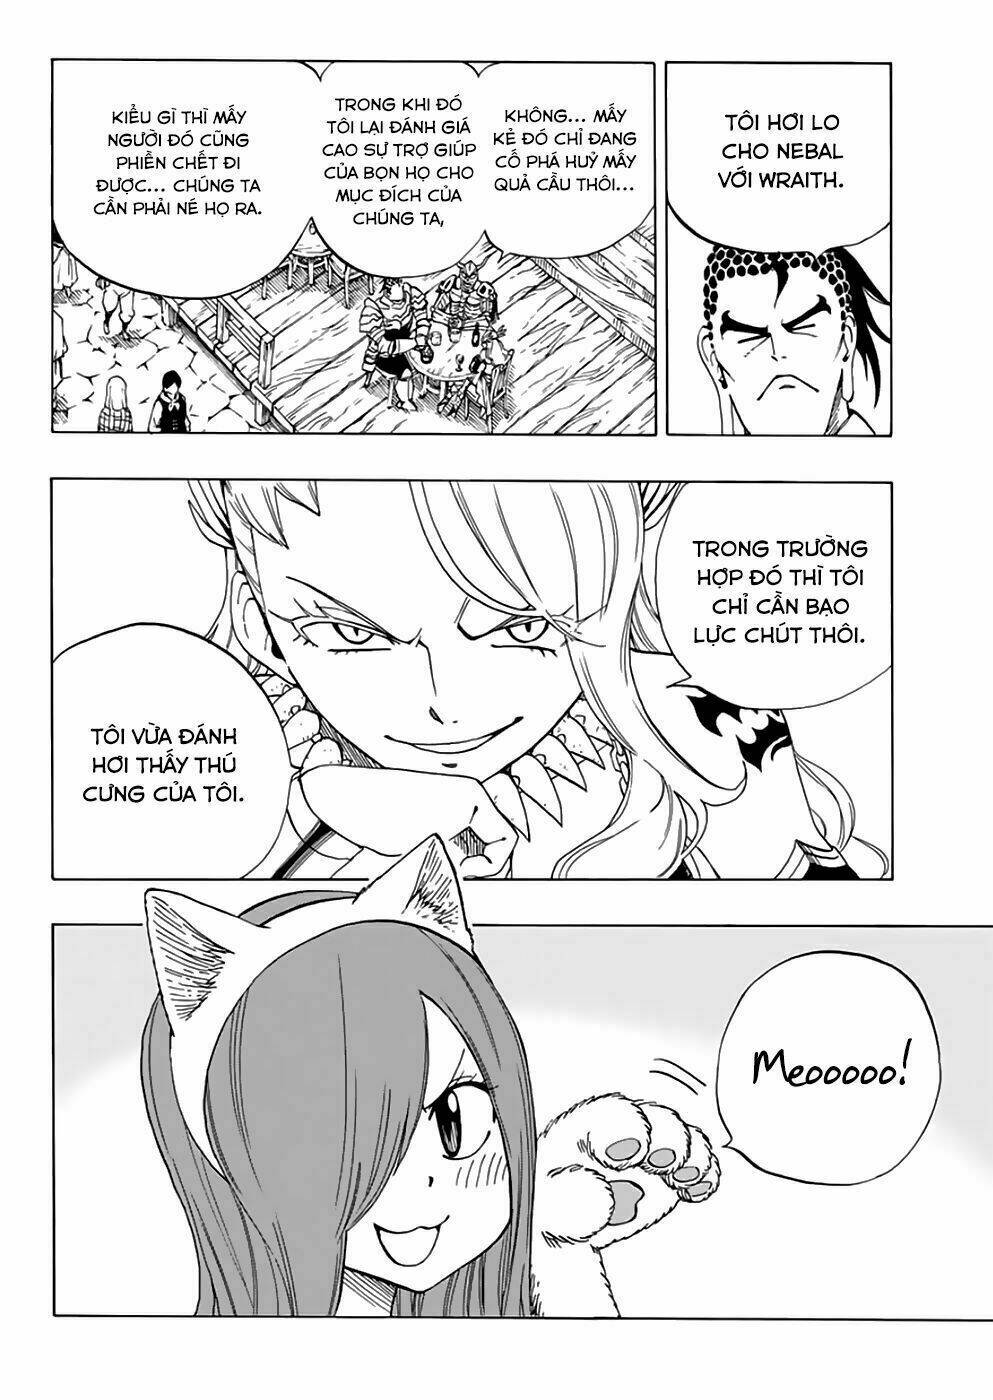 TÔI HƠI LO
CHO NEBAL
VỚI WRAITH.
KHÔNG... MẤY
KẺ ĐÓ CHỈ ĐANG
CỐ PHÁ HUỶ MẤY
QUẢ CẦU THÔI...
TRONG KHI ĐÓ
TÔI LẠI ĐÁNH GIÁ
CAO SỰ TRỢ GIÚP
CỦA BỌN HỌ CHO
MỤC ĐÍCH CỦA
CHÚNG TA,
KIỂU GÌ THÌ MẤY
NGƯỜI ĐÓ CŨNG
PHIỀN CHẾT ĐI
ĐƯỢC... CHÚNG TA
CẦN PHẢI NÉ HỌ RA.
TRONG TRƯỜNG
HỢP ĐÓ THÌ TÔI
CHỈ CẦN BẠO
LỰC CHÚT THÔI.
TÔI VỪA ĐÁNH
HƠI THẤY THÚ
CƯNG CỦA TÔI.
Meooooo!